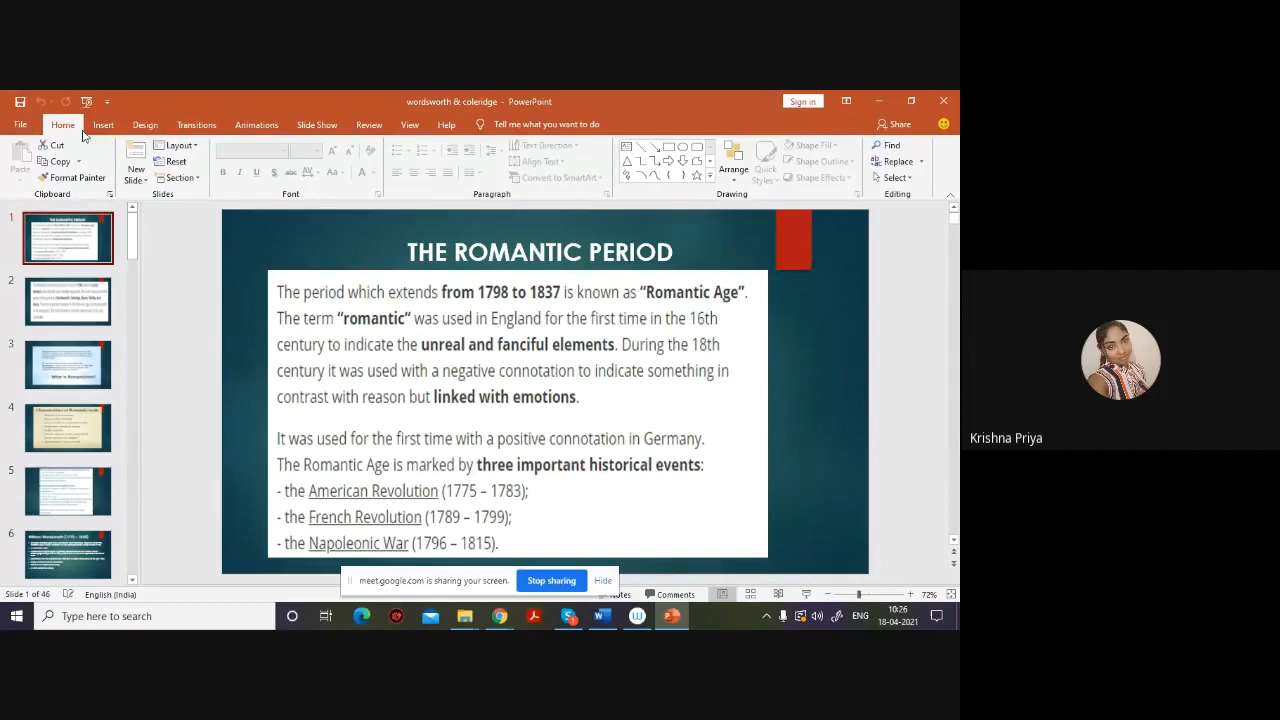 wordsworth & coleridge - PowerPoint
Sign in
File
Home
Insert
Design
Transitions
Animations
Slide Show
Review
View
Help
Tell me what you want to do
Share
Paste
Cut
Copy
Format Painter
Clipboard
New
Slide
Layout
Reset
Section
Slides
Font
Text Direction
Align Text
Convert to SmartArt
Paragraph
Arrange
Quick
Styles
Shape Fill
Shape Outline
Shape Effects
Drawing
Find
Replace
Select
Editing
1
2
3
4
5
6
THE ROMANTIC PERIOD
The period which extends from 1798 to 1837 is known as “Romantic Age”.
The term “romantic“ was used in England for the first time in the 16th
century to indicate the unreal and fanciful elements. During the 18th
century it was used with a negative connotation to indicate something in
contrast with reason but linked with emotions.
It was used for the first time with a positive connotation in Germany.
The Romantic Age is marked by three important historical events:
- the American Revolution (1775 – 1783);
- the French Revolution (1789 – 1799);
- the Napoleonic War (1796 – 1815).
meet.google.com is sharing your screen.
Stop sharing
Hide
Slide 1 of 46
English (India)
Comments
72%
Type here to search
ENG
10:26
18-04-2021
Krishna Priya